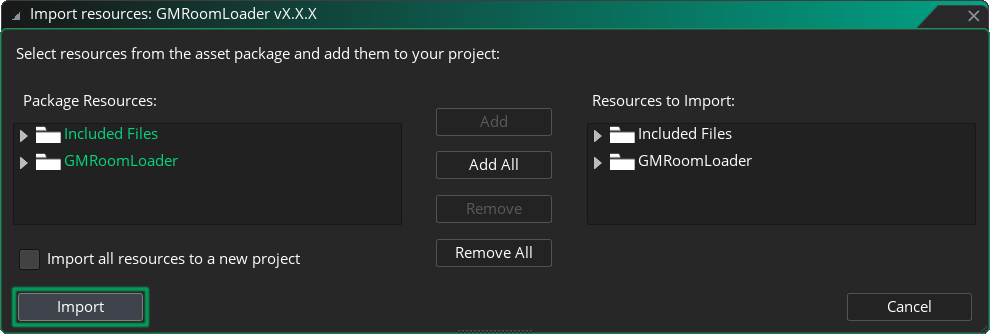 Import resources: GMRoomLoader vX.X.X
Select resources from the asset package and add them to your project:
Package Resources:
Included Files
GMRoomLoader
Add
Add All
Remove
Remove All
Resources to Import:
Included Files
GMRoomLoader
Import all resources to a new project
Import
Cancel